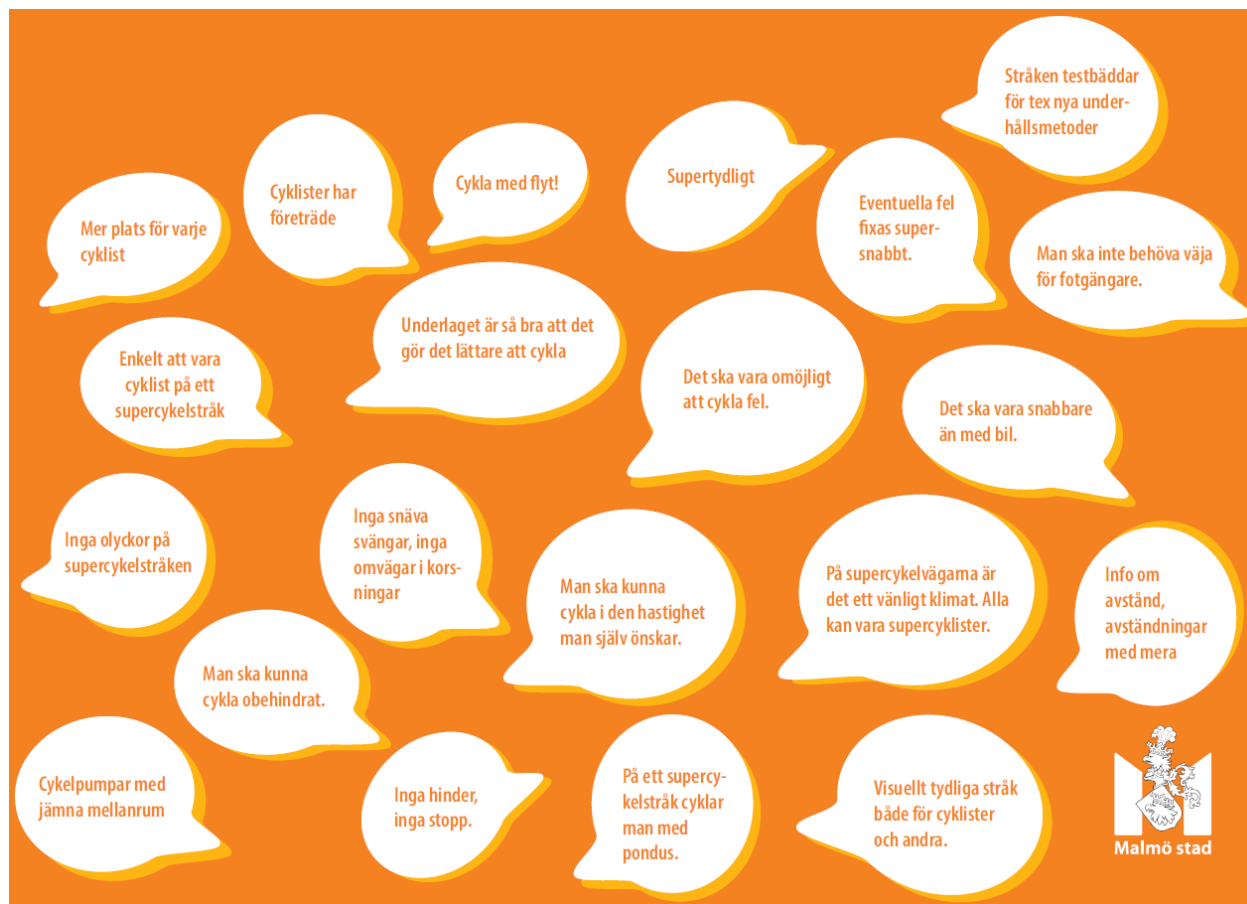 Stråken testbäddar
för tex nya under-
hållsmetoder
Cykla med flyt!
Supertydligt
Cyklister har
företräde
Eventuella fel
fixas super-
snabbt.
Mer plats för varje
cyklist
Man ska inte behöva väja
för fotgängare.
Underlaget är så bra att det
gör det lättare att cykla
Enkelt att vara
cyklist på ett
supercykelstråk
Det ska vara omöjligt
att cykla fel.
Det ska vara snabbare
än med bil.
Inga olyckor på
supercykelstråken
Inga snäva
svängar, inga
omvägar i kors-
ningar
Man ska kunna
cykla i den hastighet
man själv önskar.
På supercykelvägarna är
det ett vänligt klimat. Alla
kan vara supercyklister.
Info om
avstånd,
avständningar
med mera
Man ska kunna
cykla obehindrat.
Cykelpumpar med
jämna mellanrum
Inga hinder,
inga stopp.
På ett supercy-
kelstråk cyklar
man med
pondus.
Visuellt tydliga stråk
både för cyklister
och andra.
Malmö stad